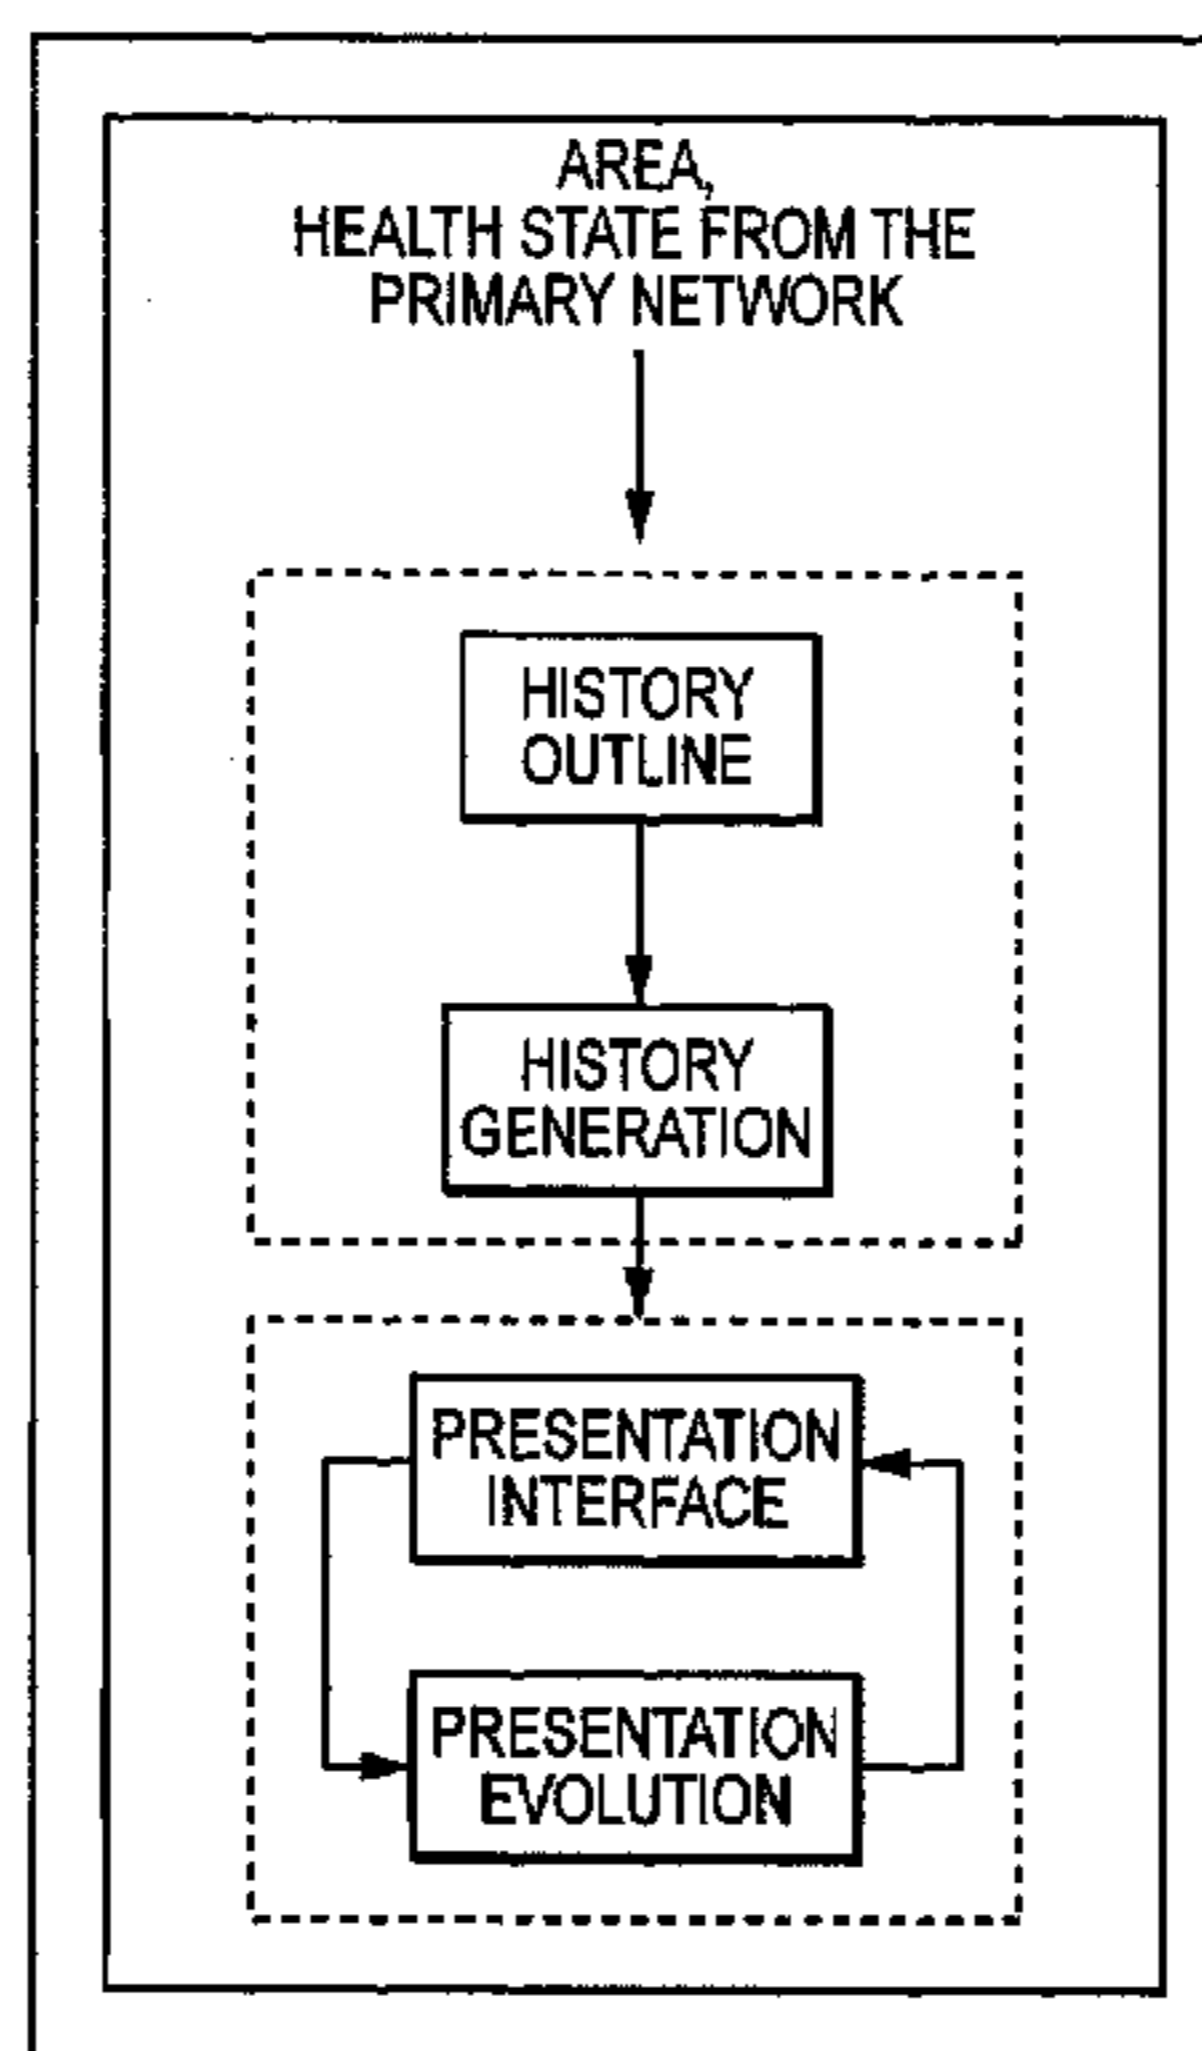 AREA,
HEALTH STATE FROM THE
PRIMARY NETWORK
HISTORY
OUTLINE
HISTORY
GENERATION
PRESENTATION
INTERFACE
PRESENTATION
EVOLUTION